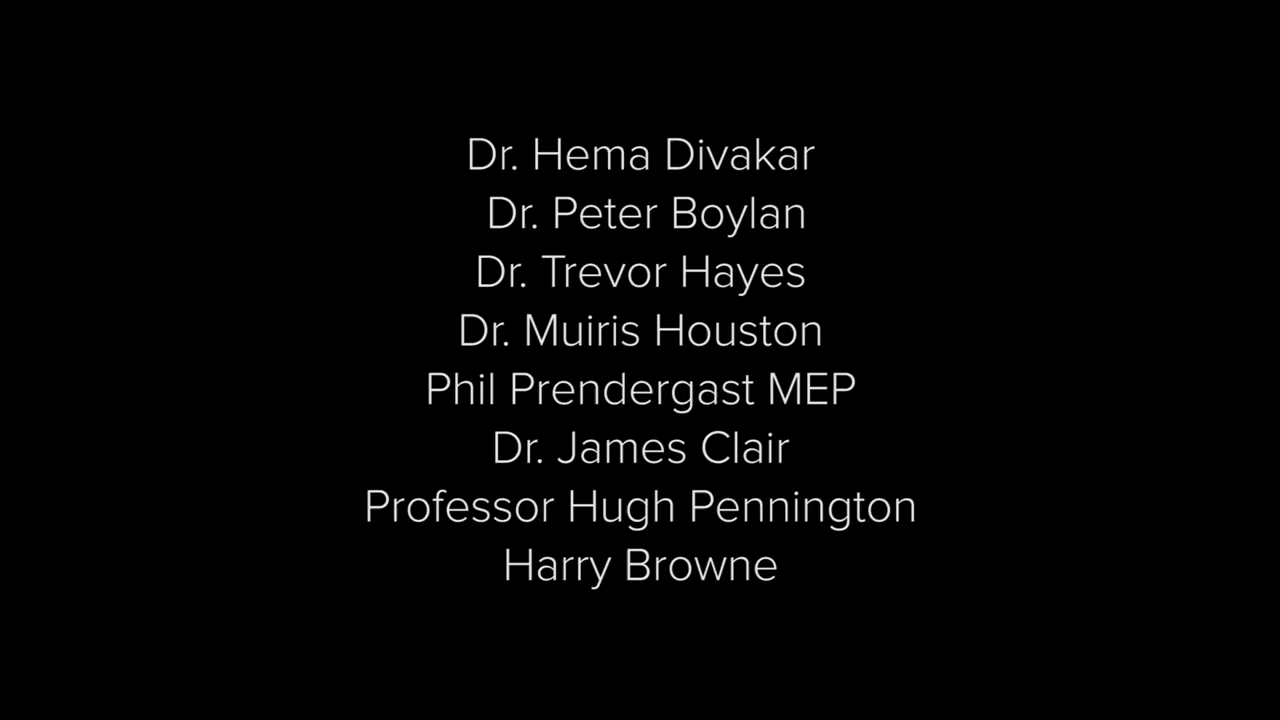 Dr. Hema Divakar
Dr. Peter Boylan
Dr. Trevor Hayes
Dr. Muiris Houston
Phil Prendergast MEP
Dr. James Clair
Professor Hugh Pennington
Harry Browne